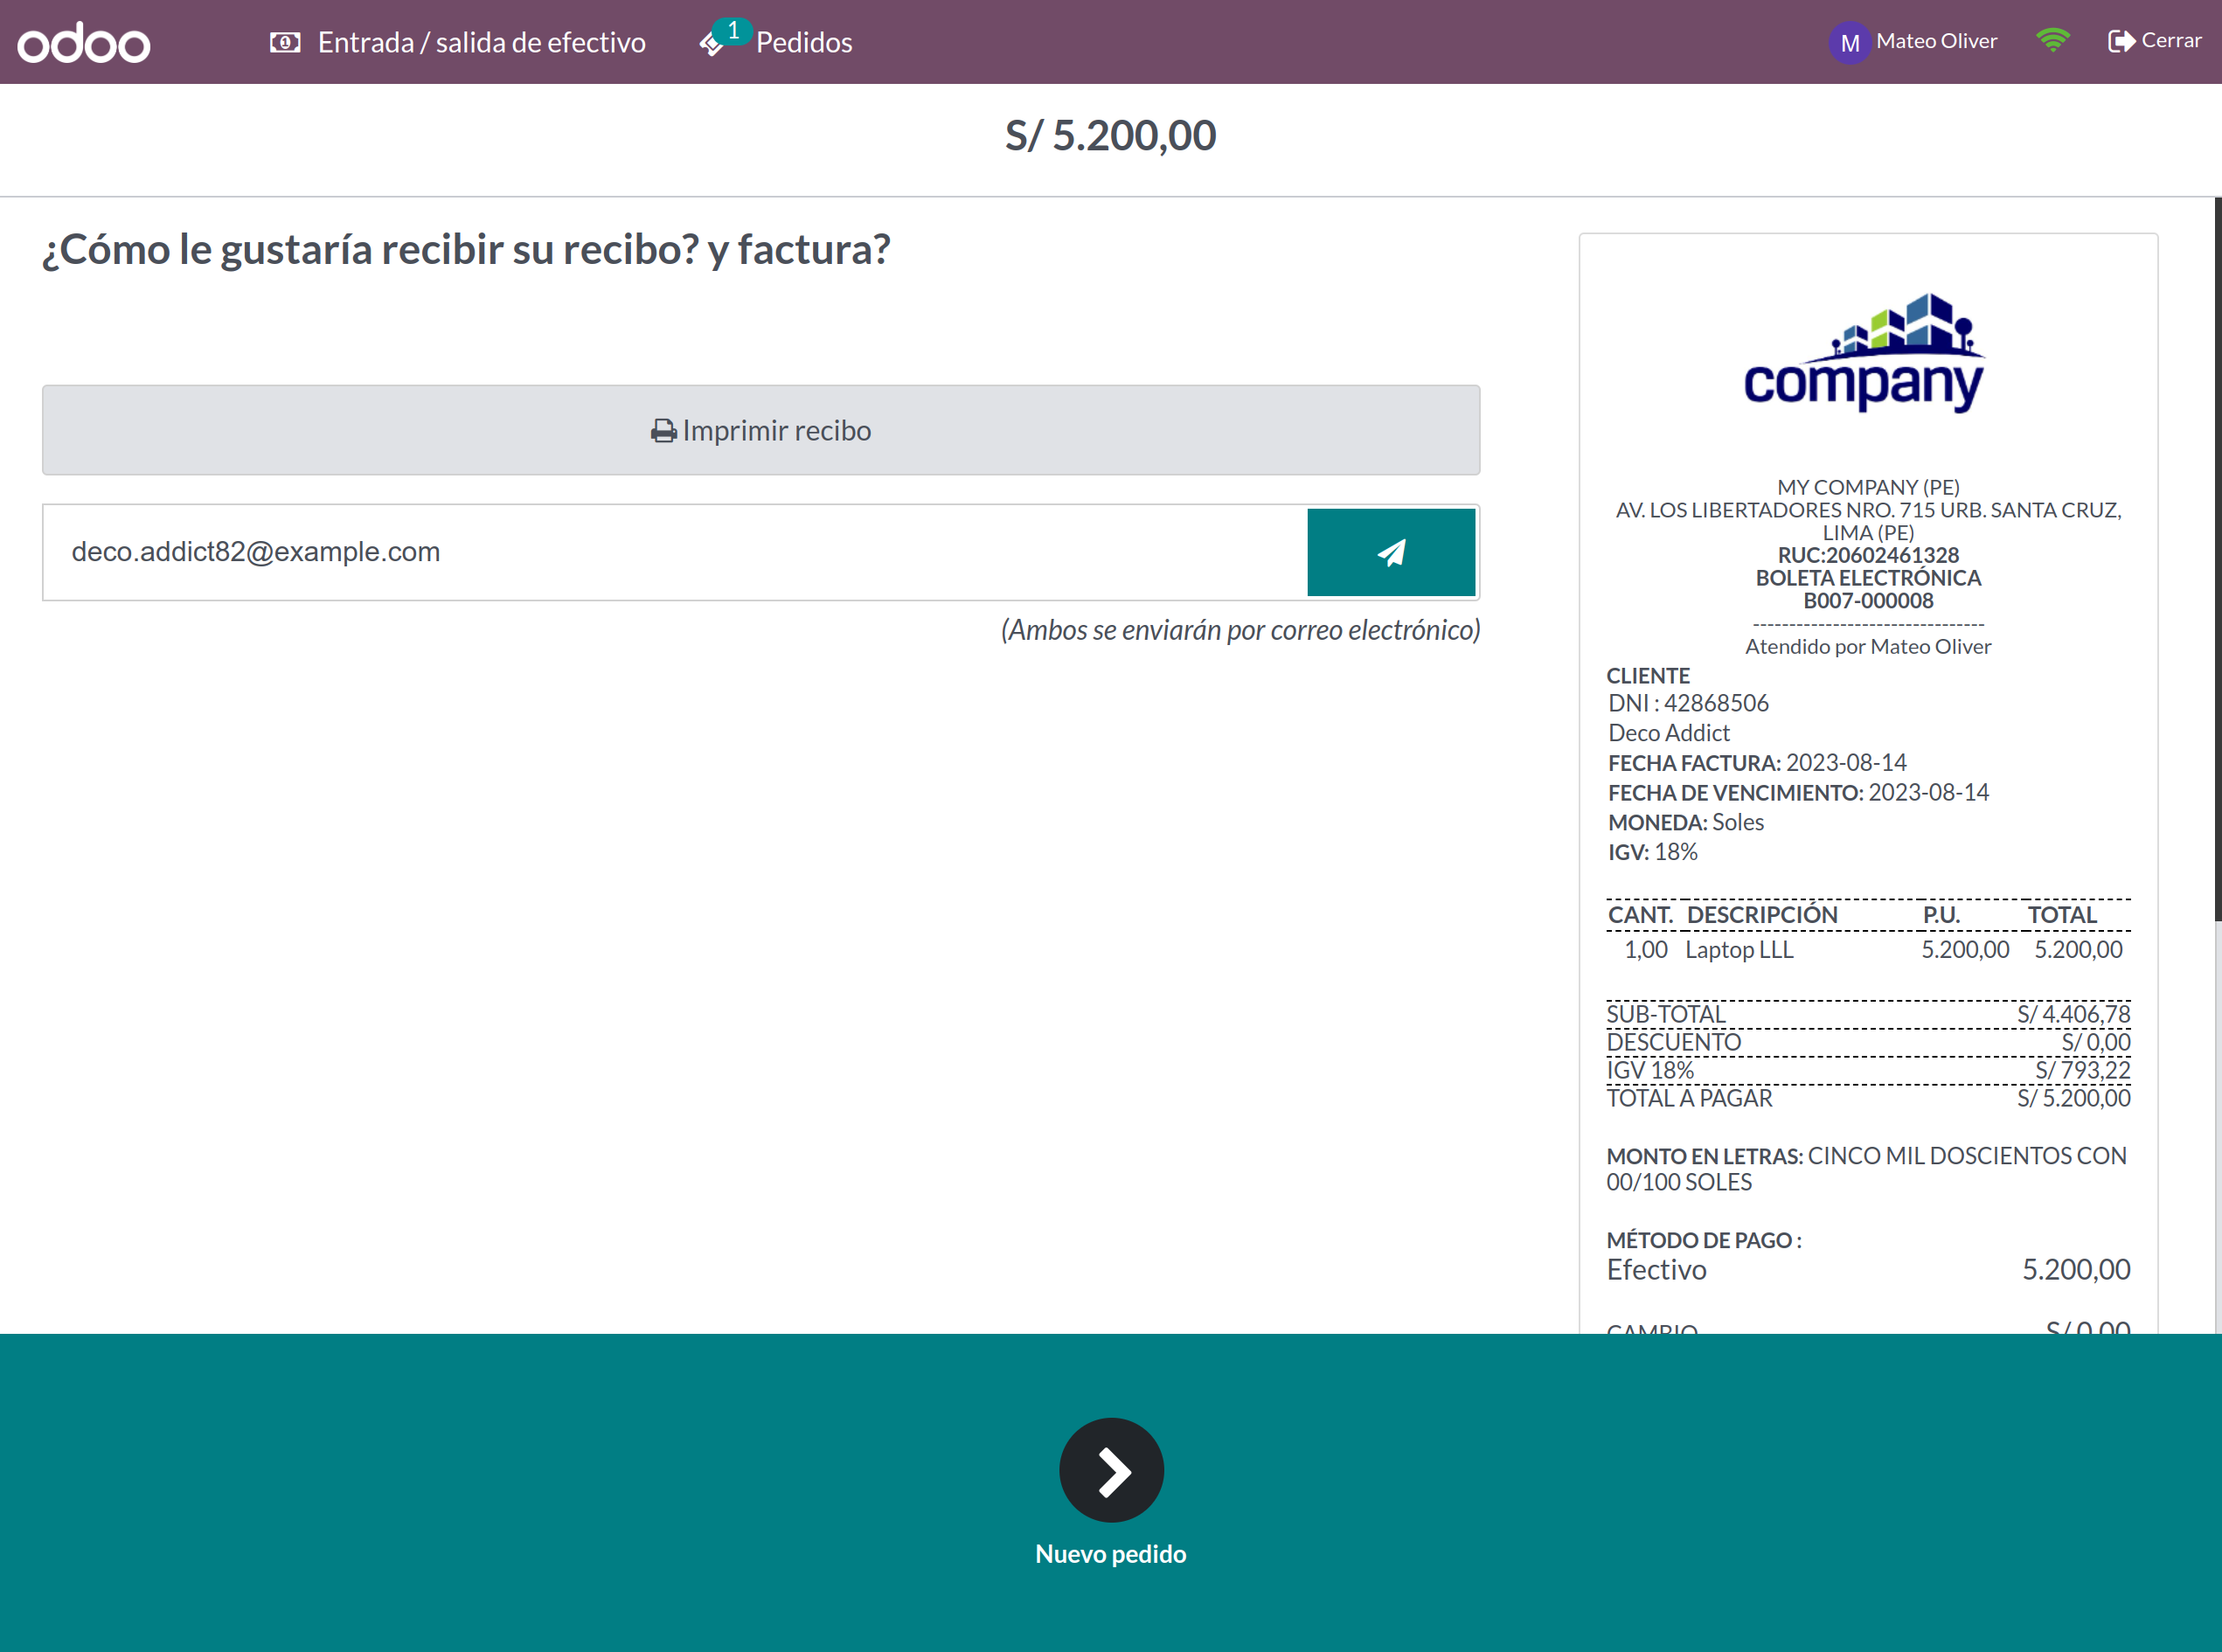 odoo
Entrada / salida de efectivo
1
Pedidos
M
Mateo Oliver
Cerrar
S/ 5.200,00
¿Cómo le gustaría recibir su recibo? y factura?
Imprimir recibo
deco.addict82@example.com
(Ambos se enviarán por correo electrónico)
company
MY COMPANY (PE)
AV. LOS LIBERTADORES NRO. 715 URB. SANTA CRUZ,
LIMA (PE)
RUC:20602461328
BOLETA ELECTRÓNICA
B007-000008
--------------------------------
Atendido por Mateo Oliver
CLIENTE
DNI : 42868506
Deco Addict
FECHA FACTURA: 2023-08-14
FECHA DE VENCIMIENTO: 2023-08-14
MONEDA: Soles
IGV: 18%
CANT. DESCRIPCIÓN P.U. TOTAL
1,00 Laptop LLL 5.200,00 5.200,00
SUB-TOTAL S/ 4.406,78
DESCUENTO S/ 0,00
IGV 18% S/ 793,22
TOTAL A PAGAR S/ 5.200,00
MONTO EN LETRAS: CINCO MIL DOSCIENTOS CON
00/100 SOLES
MÉTODO DE PAGO :
Efectivo 5.200,00
CAMBIO S/ 0,00
Nuevo pedido